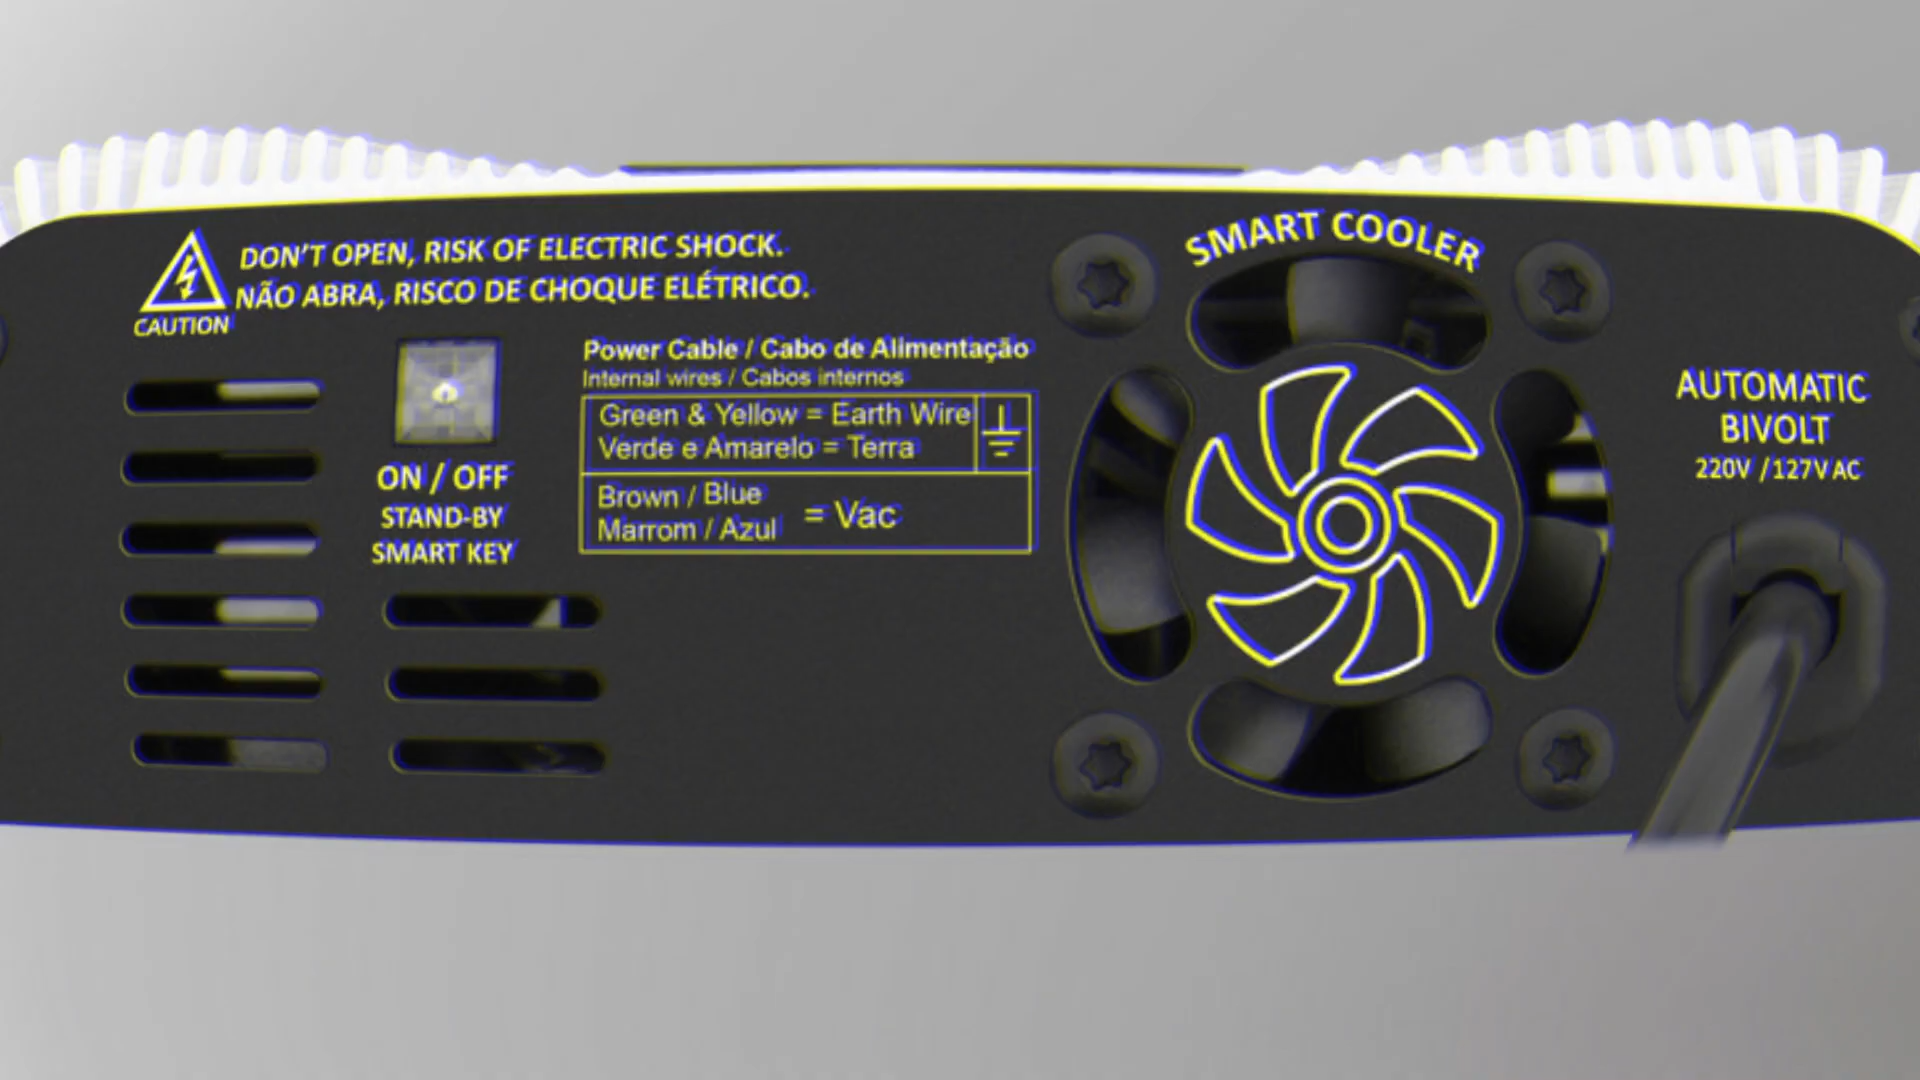 DON'T OPEN, RISK OF ELECTRIC SHOCK.
NÃO ABRA, RISCO DE CHOQUE ELÉTRICO.
CAUTION
ON / OFF
STAND-BY
SMART KEY
Power Cable / Cabo de Alimentação
Internal wires / Cabos internos
Green & Yellow = Earth Wire
Verde e Amarelo = Terra
Brown / Blue
Marrom / Azul
= Vac
SMART COOLER
AUTOMATIC
BIVOLT
220V / 127V AC